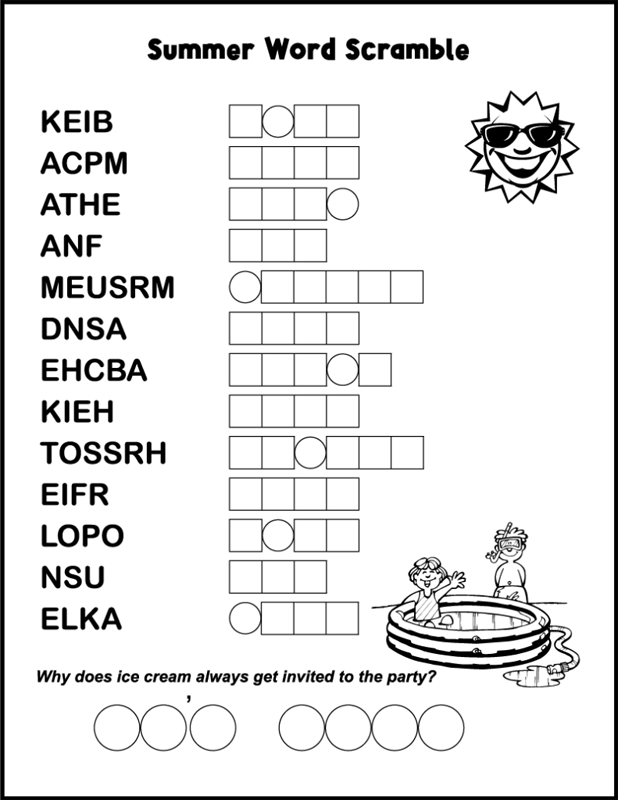 Summer Word Scramble
KEIB
ACPM
ATHE
ANF
MEUSRM
DNSA
EHCBA
KIEH
TOSSRH
EIFR
LOPO
NSU
ELKA
Why does ice cream always get invited to the party?
'